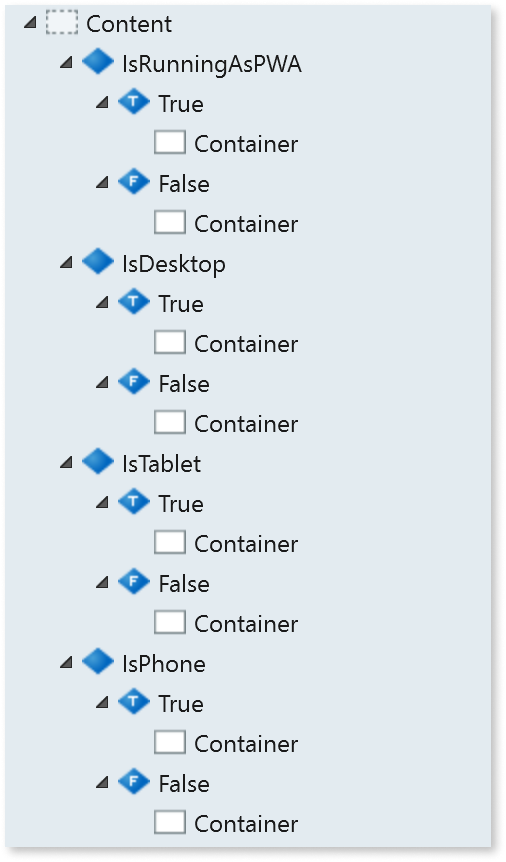 Content
IsRunningAsPWA
T True
Container
F False
Container
IsDesktop
T True
Container
F False
Container
IsTablet
T True
Container
F False
Container
IsPhone
T True
Container
F False
Container